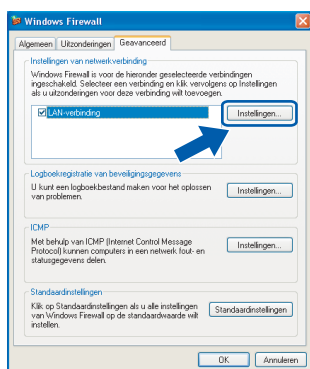 Windows Firewall
Algemeen Uitzonderingen Geavanceerd
Instellingen van netwerkverbinding
Windows Firewall is voor de hieronder geselecteerde verbindingen
ingeschakeld. Selecteer een verbinding en klik vervolgens op Instellingen
als u uitzonderingen voor deze verbinding wilt toevoegen.
LAN-verbinding
Instellingen...
Logboekregistratie van beveiligingsgegevens
U kunt een logboekbestand maken voor het oplossen
van problemen.
Instellingen...
ICMP
Met behulp van ICMP (Internet Control Message
Protocol) kunnen computers in een netwerk fout- en
statusgegevens delen.
Instellingen...
Standaardinstellingen
Klik op Standaardinstellingen als u alle instellingen
van Windows Firewall op de standaardwaarde wilt
instellen.
Standaardinstellingen
OK
Annuleren